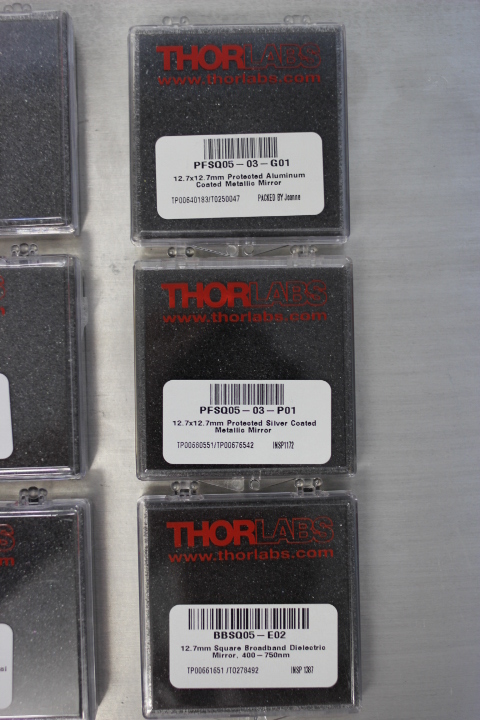 THORLABS
www.thorlabs.com
PFSQ05-03-G01
12.7x12.7mm Protected Aluminum
Coated Metallic Mirror
TP00640183/T0250047 PACKED BY Joanne
THORLABS
www.thorlabs.com
PFSQ05-03-P01
12.7x12.7mm Protected Silver Coated
Metallic Mirror
TP00680551/TP00676542 INSP1172
THORLABS
www.thorlabs.com
BBSQ05-E02
12.7mm Square Broadband Dielectric
Mirror, 400-750nm
TP00661651 /T0278492 INSP 1387